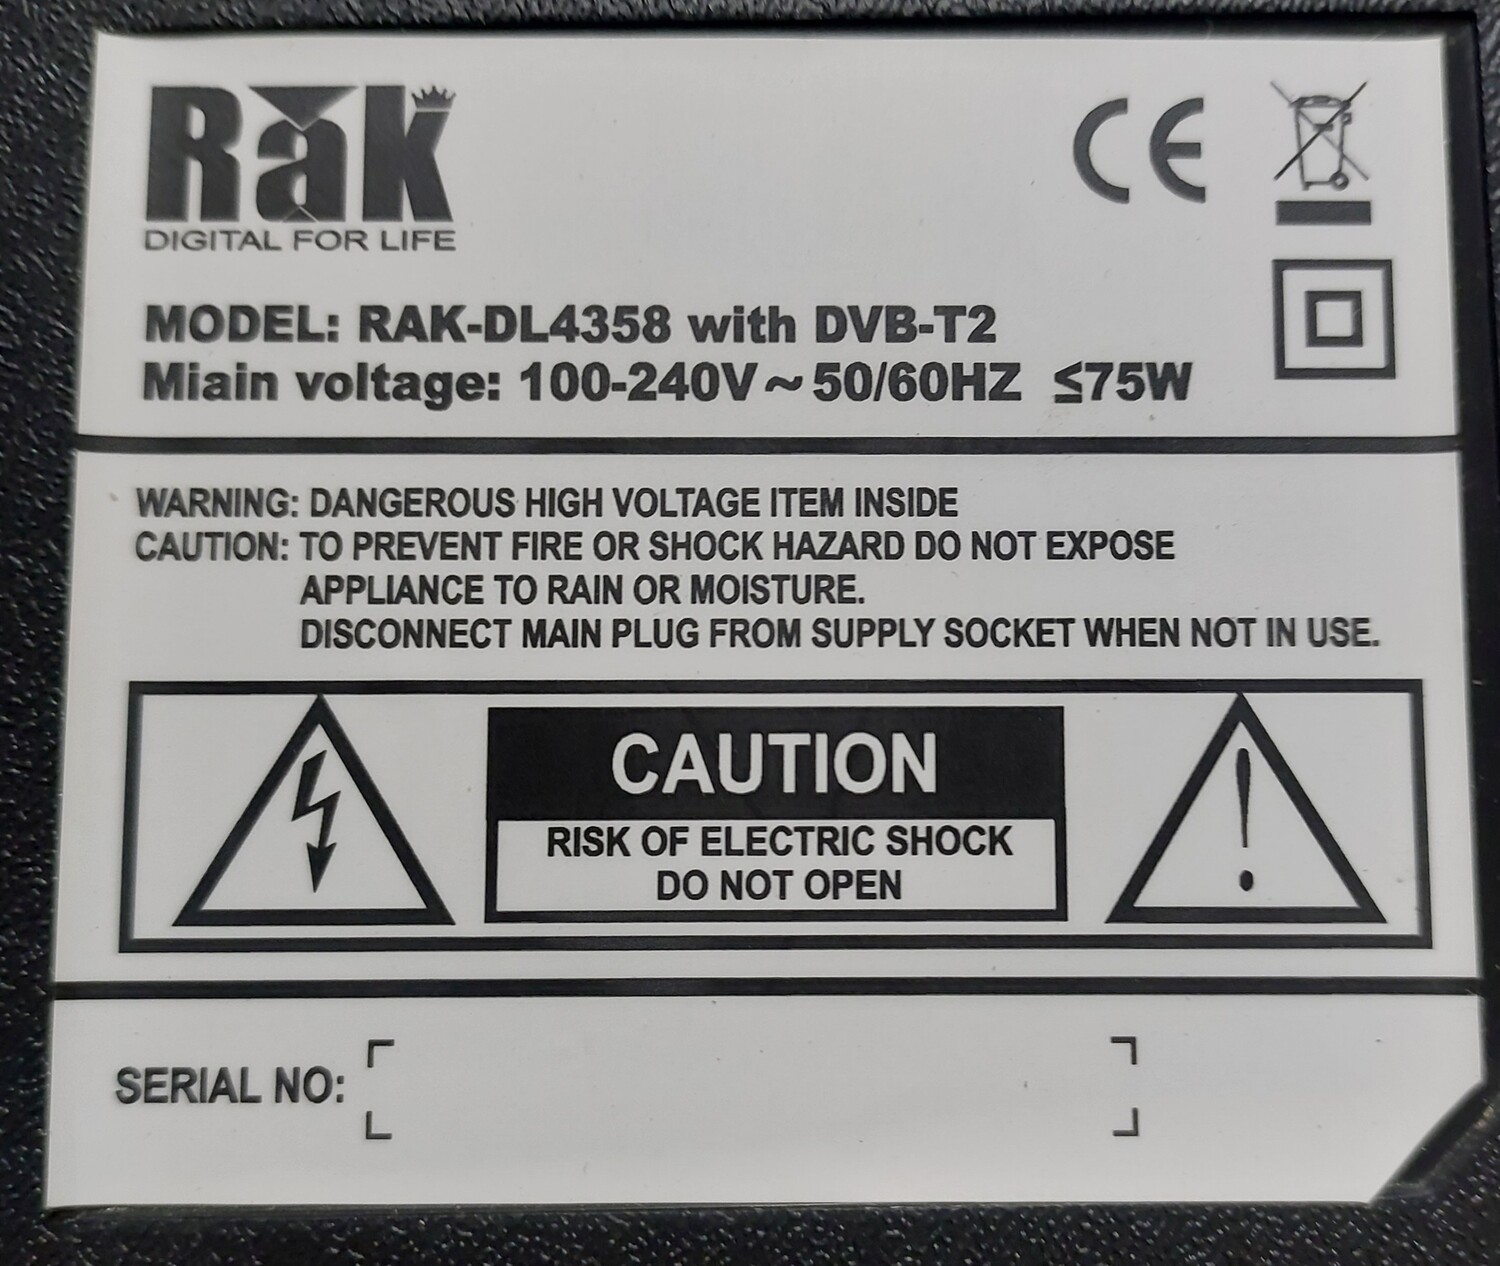 Rak
DIGITAL FOR LIFE
CE
MODEL: RAK-DL4358 with DVB-T2
Miain voltage: 100-240V~50/60HZ ≤75W
WARNING: DANGEROUS HIGH VOLTAGE ITEM INSIDE
CAUTION: TO PREVENT FIRE OR SHOCK HAZARD DO NOT EXPOSE
APPLIANCE TO RAIN OR MOISTURE.
DISCONNECT MAIN PLUG FROM SUPPLY SOCKET WHEN NOT IN USE.
CAUTION
RISK OF ELECTRIC SHOCK
DO NOT OPEN
SERIAL NO: